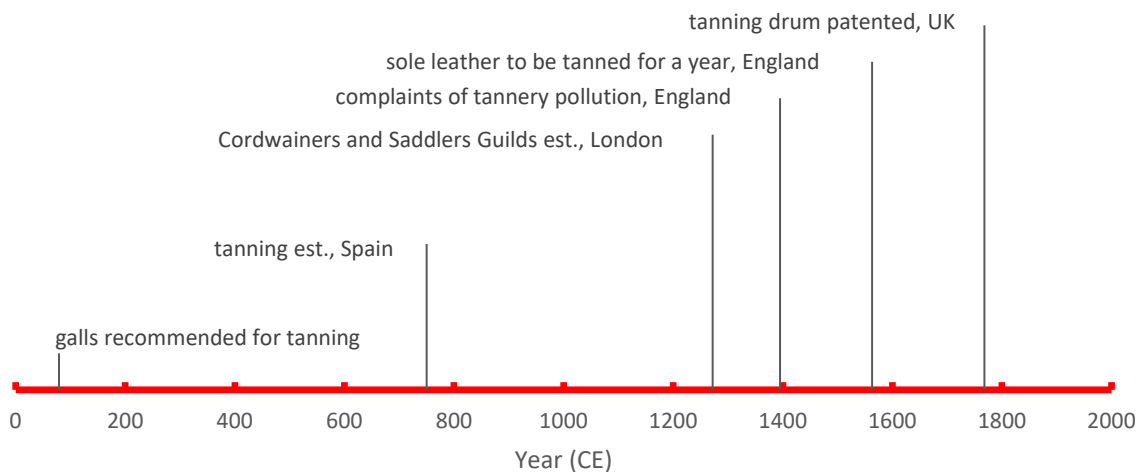 tanning drum patented, UK
sole leather to be tanned for a year, England
complaints of tannery pollution, England
Cordwainers and Saddlers Guilds est., London
tanning est., Spain
galls recommended for tanning
0 200 400 600 800 1000 1200 1400 1600 1800 2000
Year (CE)